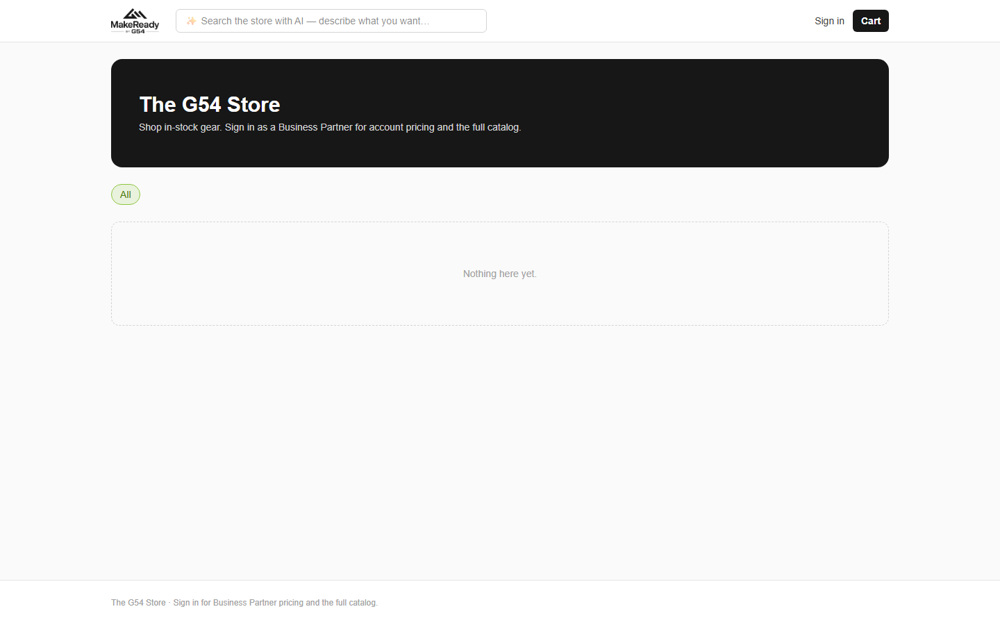 MakeReady
BY G54
✨ Search the store with AI — describe what you want…
Sign in
Cart
The G54 Store
Shop in-stock gear. Sign in as a Business Partner for account pricing and the full catalog.
All
Nothing here yet.
The G54 Store · Sign in for Business Partner pricing and the full catalog.